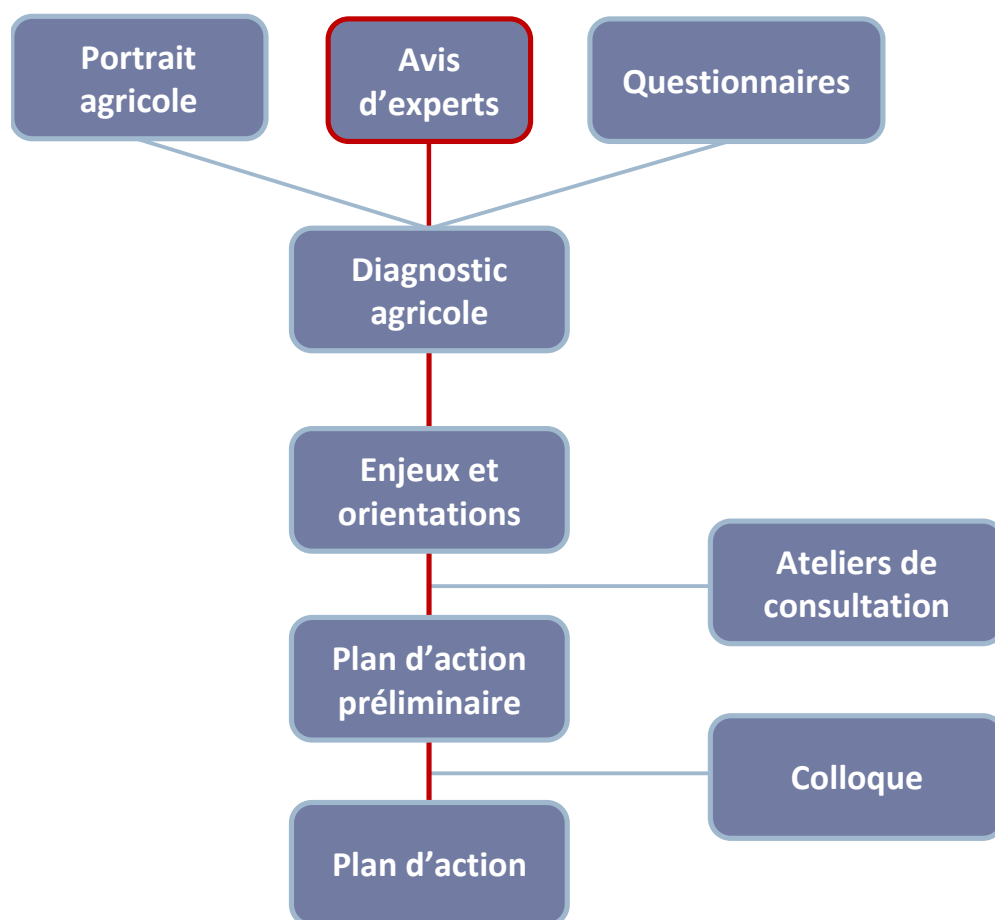 Portrait
agricole
Avis
d’experts
Questionnaires
Diagnostic
agricole
Enjeux et
orientations
Ateliers de
consultation
Plan d’action
préliminaire
Colloque
Plan d’action